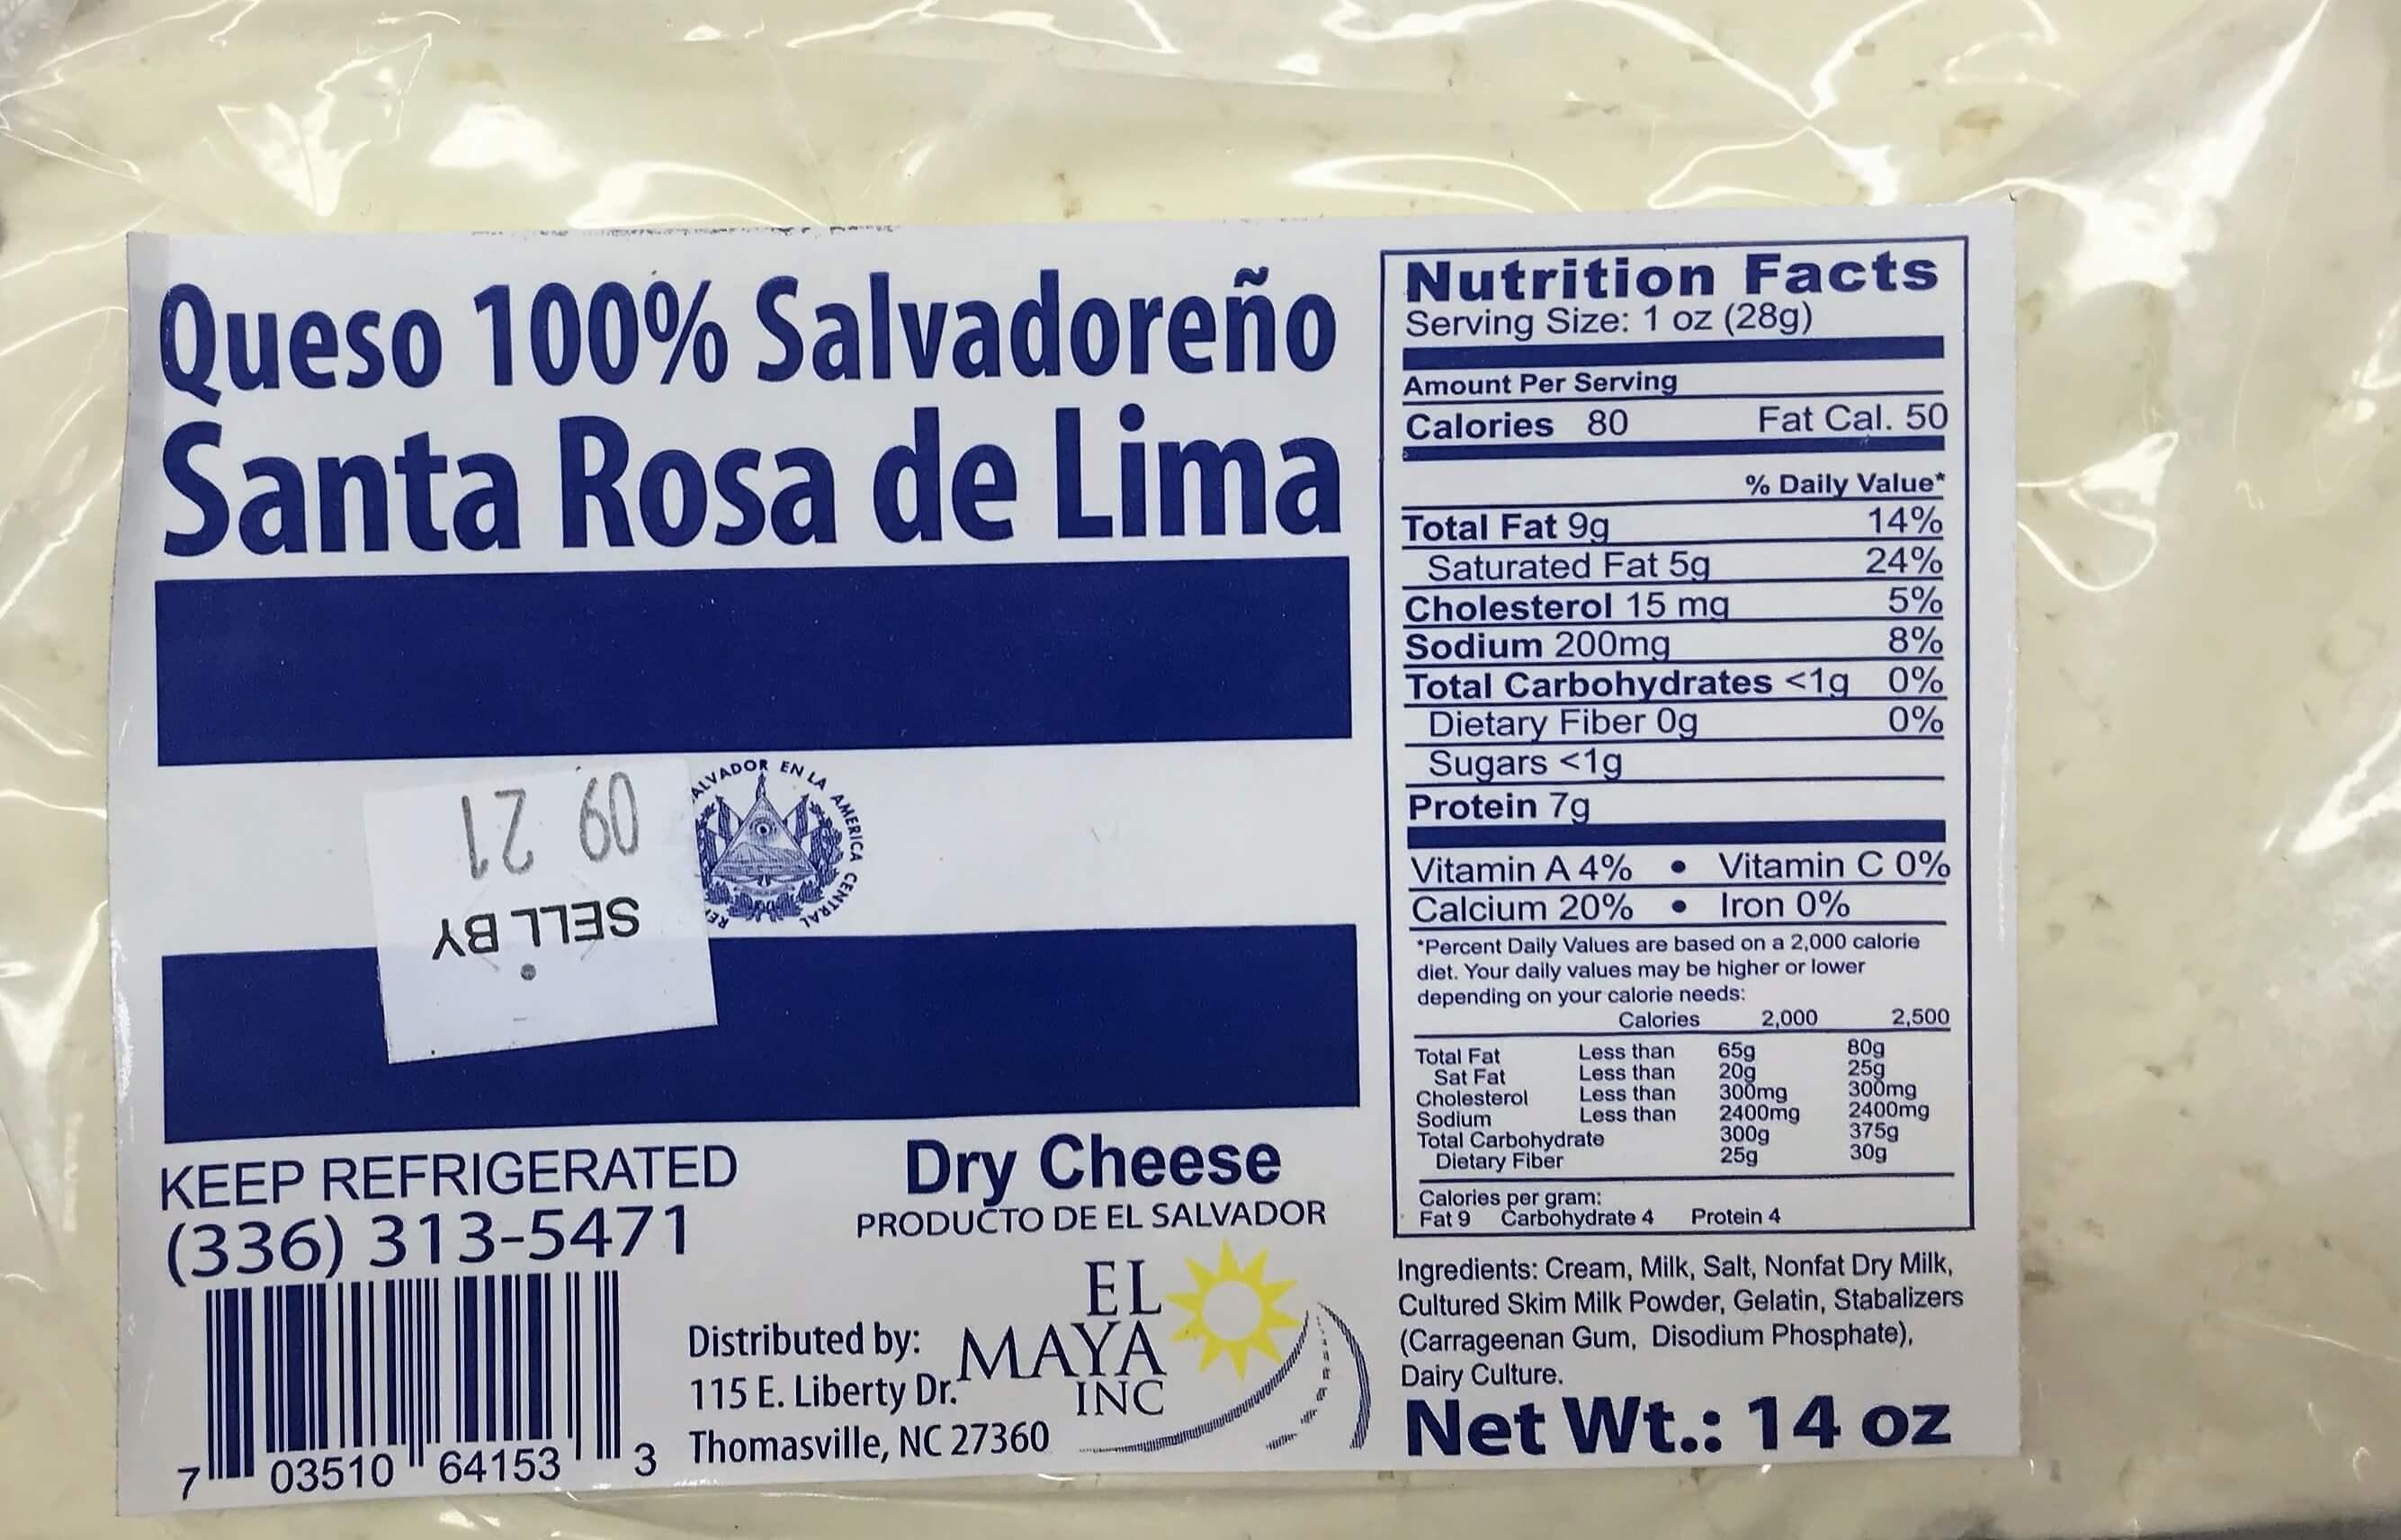 Queso 100% Salvadoreño
Santa Rosa de Lima
ALVADOR EN LA AMERICA CENTRAL
09 21
SELL BY
KEEP REFRIGERATED
(336) 313-5471
7 03510 64153 3
Dry Cheese
PRODUCTO DE EL SALVADOR
Distributed by:
115 E. Liberty Dr.
Thomasville, NC 27360
EL
MAYA
INC
Nutrition Facts
Serving Size: 1 oz (28g)
Amount Per Serving
Calories 80 Fat Cal. 50
% Daily Value*
Total Fat 9g 14%
Saturated Fat 5g 24%
Cholesterol 15 mg 5%
Sodium 200mg 8%
Total Carbohydrates <1g 0%
Dietary Fiber 0g 0%
Sugars <1g
Protein 7g
Vitamin A 4% • Vitamin C 0%
Calcium 20% • Iron 0%
*Percent Daily Values are based on a 2,000 calorie
diet. Your daily values may be higher or lower
depending on your calorie needs:
Calories 2,000 2,500
Total Fat Less than 65g 80g
Sat Fat Less than 20g 25g
Cholesterol Less than 300mg 300mg
Sodium Less than 2400mg 2400mg
Total Carbohydrate 300g 375g
Dietary Fiber 25g 30g
Calories per gram:
Fat 9 Carbohydrate 4 Protein 4
Ingredients: Cream, Milk, Salt, Nonfat Dry Milk,
Cultured Skim Milk Powder, Gelatin, Stabalizers
(Carrageenan Gum, Disodium Phosphate),
Dairy Culture.
Net Wt.: 14 oz